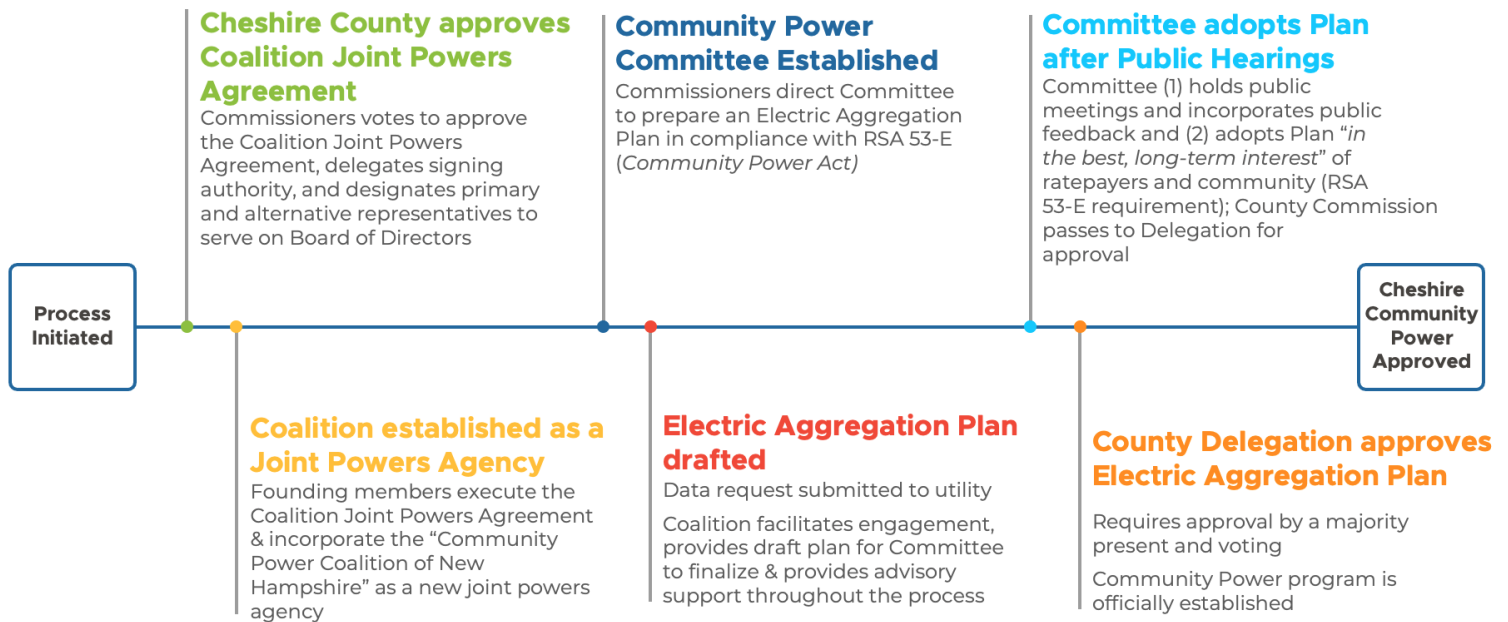 Process
Initiated
Cheshire County approves
Coalition Joint Powers
Agreement
Commissioners votes to approve
the Coalition Joint Powers
Agreement, delegates signing
authority, and designates primary
and alternative representatives to
serve on Board of Directors
Coalition established as a
Joint Powers Agency
Founding members execute the
Coalition Joint Powers Agreement
& incorporate the “Community
Power Coalition of New
Hampshire” as a new joint powers
agency
Community Power
Committee Established
Commissioners direct Committee
to prepare an Electric Aggregation
Plan in compliance with RSA 53-E
(Community Power Act)
Electric Aggregation Plan
drafted
Data request submitted to utility
Coalition facilitates engagement,
provides draft plan for Committee
to finalize & provides advisory
support throughout the process
Committee adopts Plan
after Public Hearings
Committee (1) holds public
meetings and incorporates public
feedback and (2) adopts Plan “in
the best, long-term interest” of
ratepayers and community (RSA
53-E requirement); County Commission
passes to Delegation for
approval
County Delegation approves
Electric Aggregation Plan
Requires approval by a majority
present and voting
Community Power program is
officially established
Cheshire
Community
Power
Approved